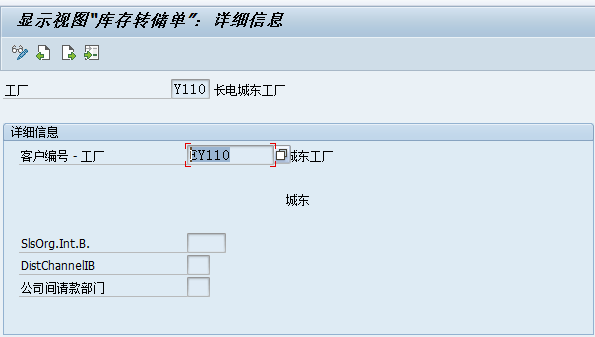 显示视图"库存转储单": 详细信息
工厂 Y110 长电城东工厂
详细信息
客户编号 - 工厂 CY110 城东工厂
城东
SlsOrg.Int.B.
DistChannelIB
公司间请款部门